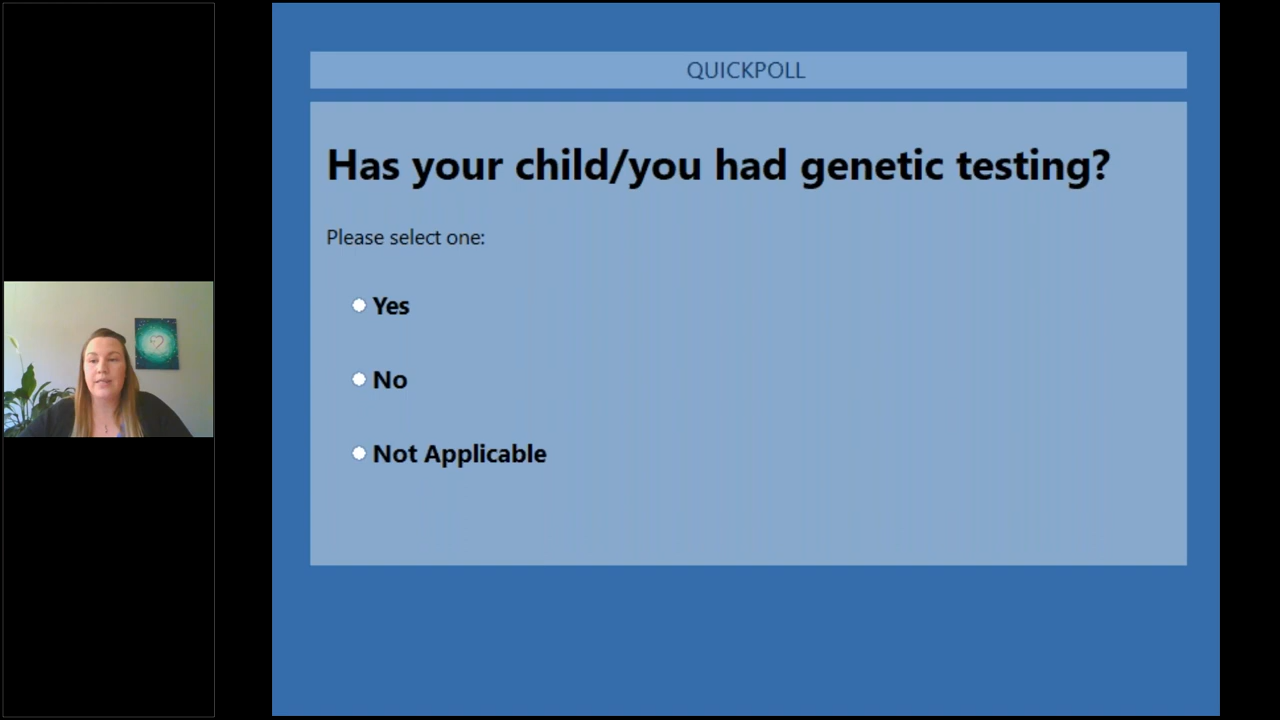 QUICKPOLL
Has your child/you had genetic testing?
Please select one:
Yes
No
Not Applicable